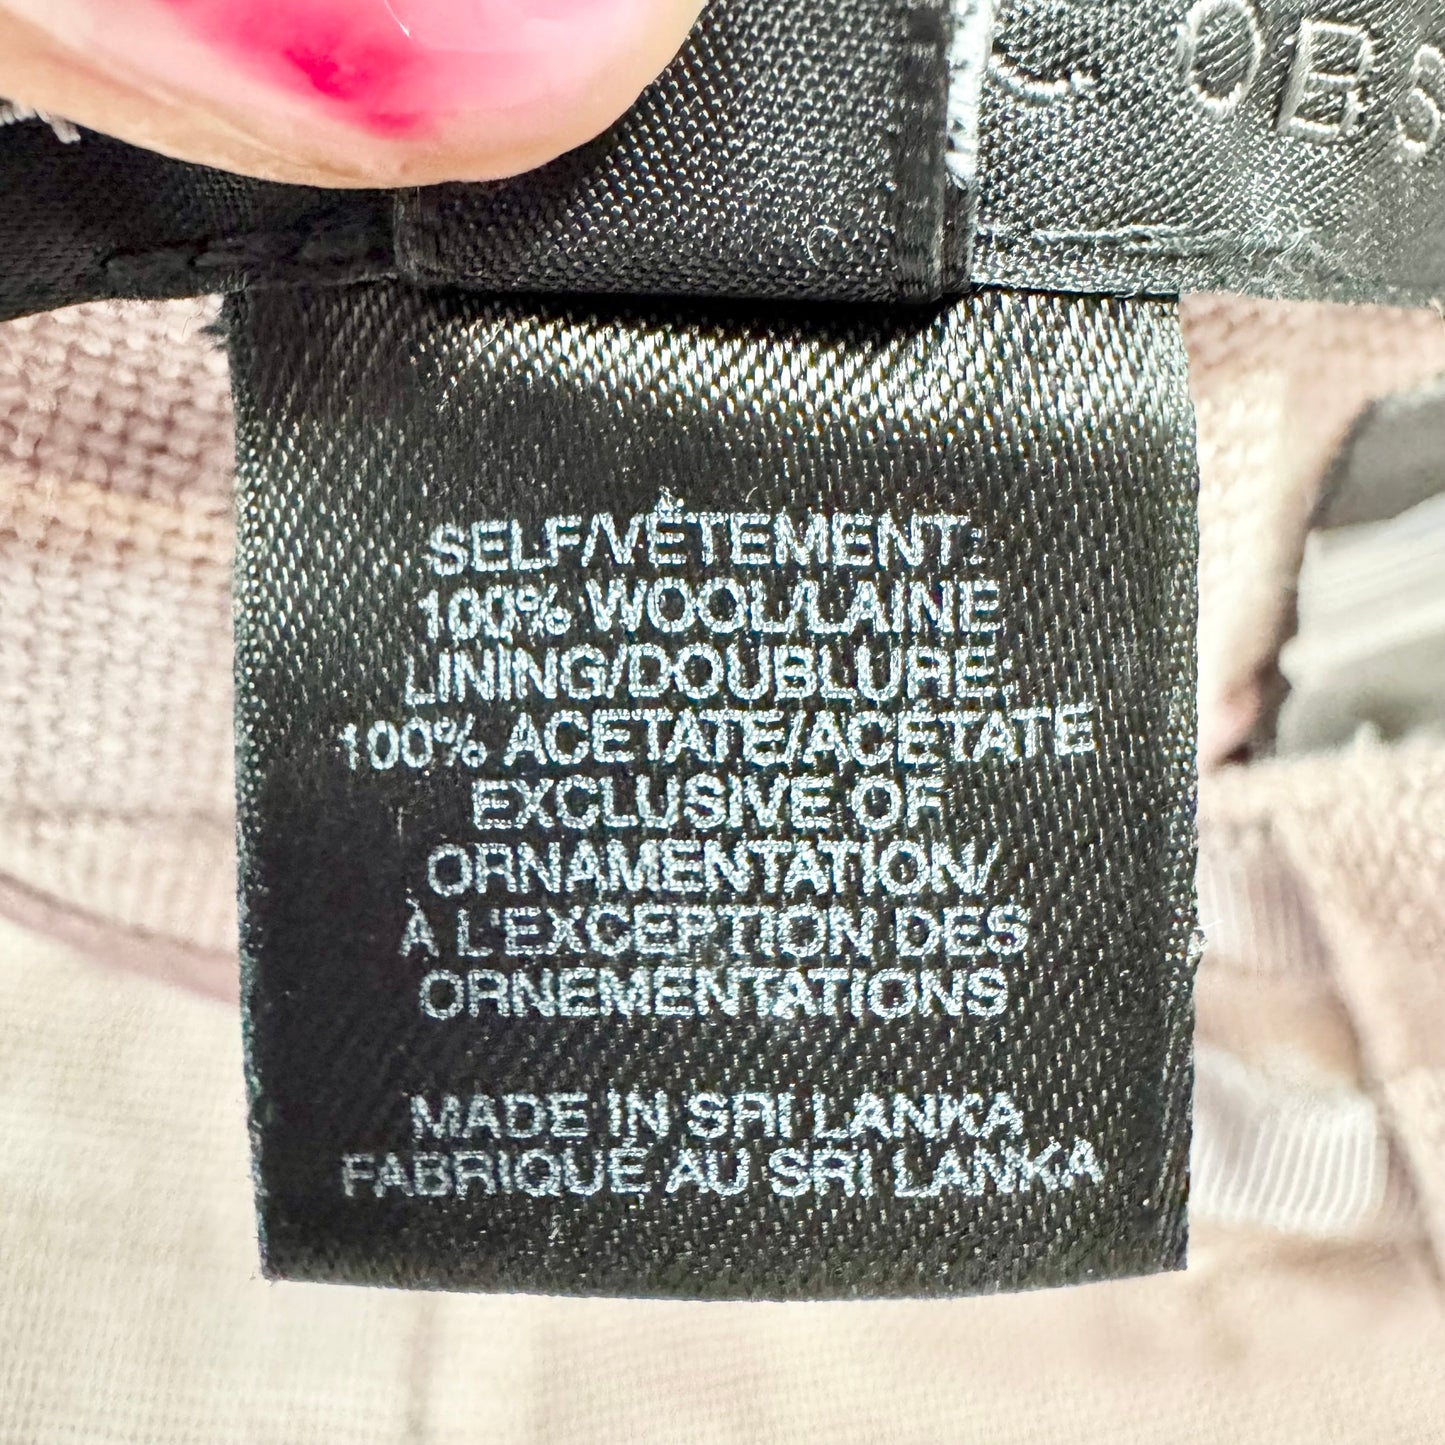 OBS
SELF/VÊTEMENT:
100% WOOL/LAINE
LINING/DOUBLURE:
100% ACETATE/ACÉTATE
EXCLUSIVE OF
ORNAMENTATION/
À L'EXCEPTION DES
ORNEMENTATIONS
MADE IN SRI LANKA
FABRIQUÉ AU SRI LANKA